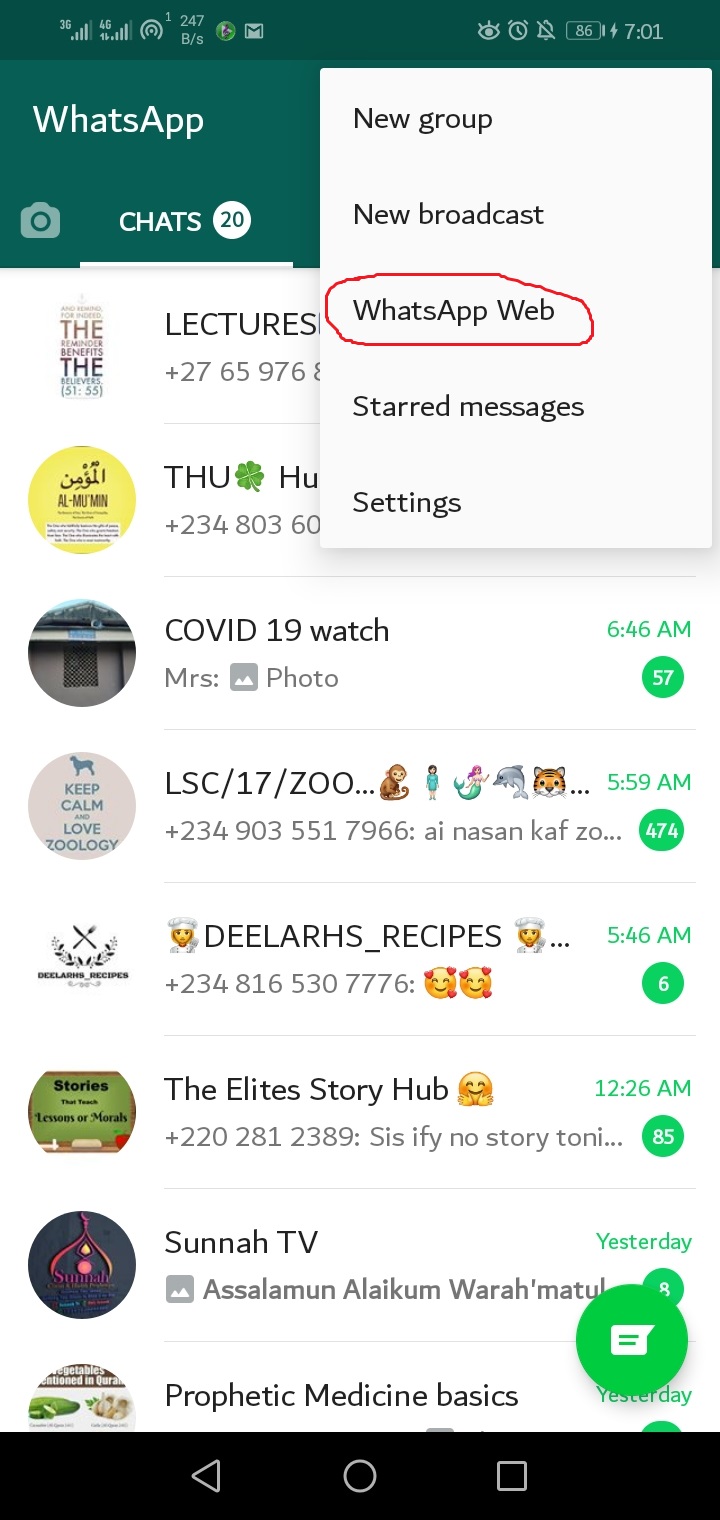 3G 4G 1 247 B/s 86 7:01
WhatsApp
New group
New broadcast
WhatsApp Web
Starred messages
Settings
CHATS 20
AND REMIND,
FOR INDEED,
THE
REMINDER
BENEFITS
THE
BELIEVERS.
(51: 55)
LECTURES
+27 65 976 8
المؤمن
AL-MU'MIN
THU🍀 Hu
+234 803 60
COVID 19 watch 6:46 AM
Mrs: Photo 57
KEEP
CALM
AND
LOVE
ZOOLOGY
LSC/17/ZOO...🐒🧍‍♀️🧜‍♀️🐬🐯... 5:59 AM
+234 903 551 7966: ai nasan kaf zo... 474
DEELARHS_RECIPES
👩‍🍳DEELARHS_RECIPES 👩‍🍳... 5:46 AM
+234 816 530 7776: 🥰🥰 6
Stories
That Teach
Lessons or Morals
The Elites Story Hub 🤗 12:26 AM
+220 281 2389: Sis ify no story toni... 85
Sunnah
Sunnah TV Yesterday
Assalamun Alaikum Warah'matul 8
Prophetic Medicine basics Yesterday